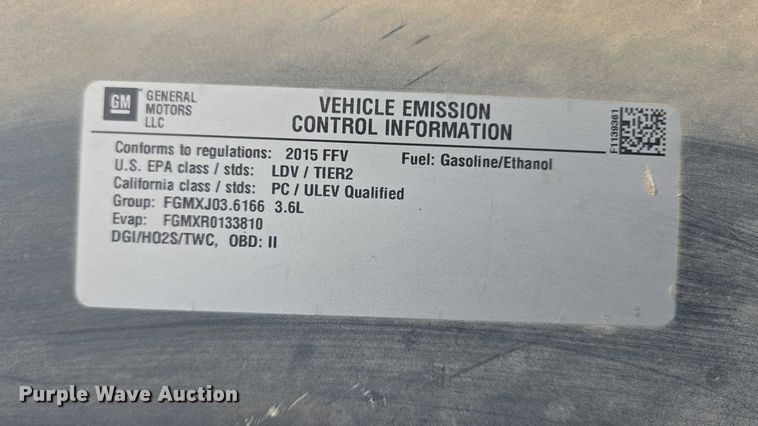 GM
GENERAL
MOTORS
LLC
VEHICLE EMISSION
CONTROL INFORMATION
F1139361
Conforms to regulations: 2015 FFV Fuel: Gasoline/Ethanol
U.S. EPA class / stds: LDV / TIER2
California class / stds: PC / ULEV Qualified
Group: FGMXJ03.6166 3.6L
Evap: FGMXR0133810
DGI/HO2S/TWC, OBD: II
Purple Wave Auction